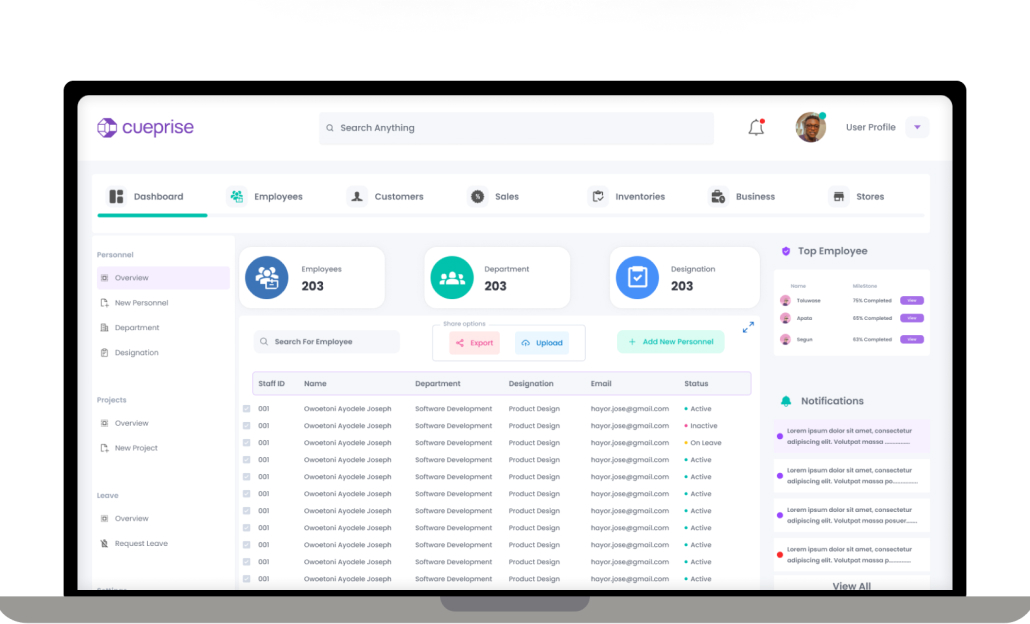 cueprise
Search Anything
User Profile
Dashboard
Employees
Customers
Sales
Inventories
Business
Stores
Personnel
Overview
New Personnel
Department
Designation
Projects
Overview
New Project
Leave
Overview
Request Leave
Employees
203
Department
203
Designation
203
Search For Employee
Share options
Export
Upload
+ Add New Personnel
Staff ID Name Department Designation Email Status
001 Owoetoni Ayodele Joseph Software Development Product Design hayor.jose@gmail.com Active
001 Owoetoni Ayodele Joseph Software Development Product Design hayor.jose@gmail.com Inactive
001 Owoetoni Ayodele Joseph Software Development Product Design hayor.jose@gmail.com On Leave
001 Owoetoni Ayodele Joseph Software Development Product Design hayor.jose@gmail.com Active
001 Owoetoni Ayodele Joseph Software Development Product Design hayor.jose@gmail.com Active
001 Owoetoni Ayodele Joseph Software Development Product Design hayor.jose@gmail.com Active
001 Owoetoni Ayodele Joseph Software Development Product Design hayor.jose@gmail.com Active
001 Owoetoni Ayodele Joseph Software Development Product Design hayor.jose@gmail.com Active
001 Owoetoni Ayodele Joseph Software Development Product Design hayor.jose@gmail.com Active
001 Owoetoni Ayodele Joseph Software Development Product Design hayor.jose@gmail.com Active
001 Owoetoni Ayodele Joseph Software Development Product Design hayor.jose@gmail.com Active
Top Employee
Name
Toluwase View
Apata View
Segun View
Notifications
Lorem ipsum dolor sit amet, consectetur
adipiscing elit. Volutpat massa ..............
Lorem ipsum dolor sit amet, consectetur
adipiscing elit. Volutpat massa po..............
Lorem ipsum dolor sit amet, consectetur
adipiscing elit. Volutpat massa posuer......
Lorem ipsum dolor sit amet, consectetur
adipiscing elit. Volutpat massa p..............
View All